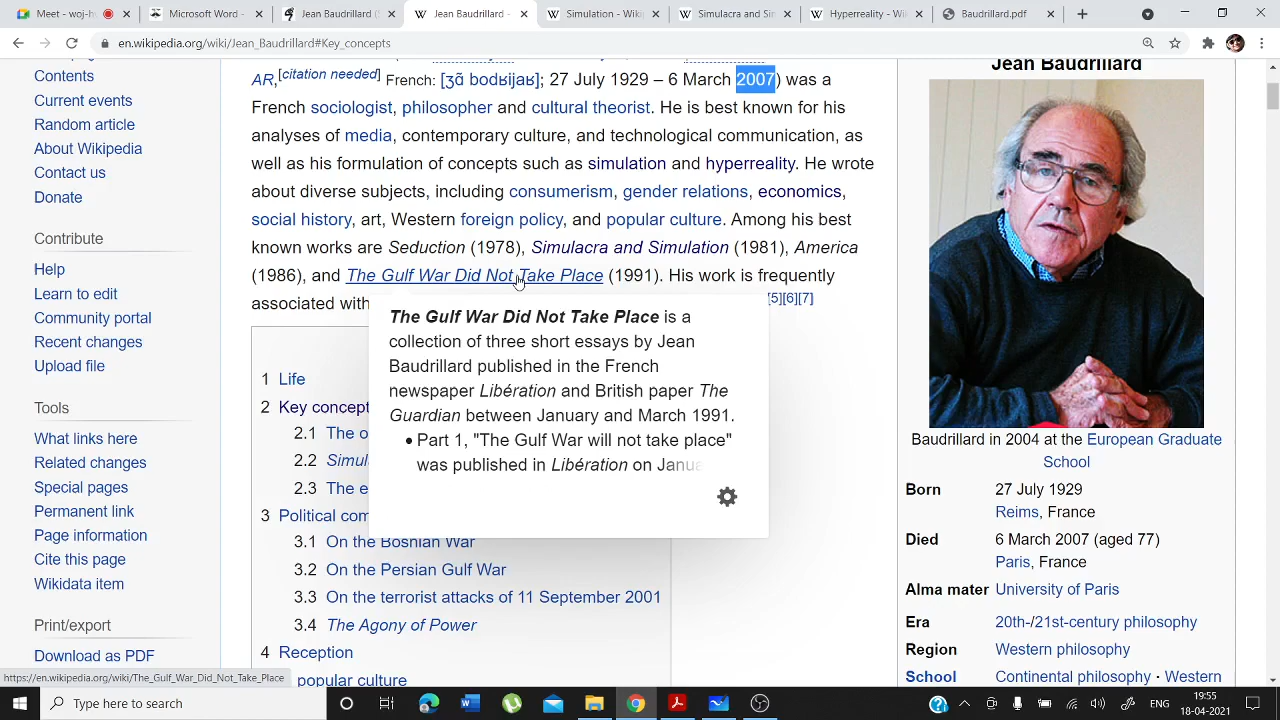 Microsoft Word -
Jean Baudrillard -
Simulation - Wiki
Simulacra and Si
Hyperreality - Wi
Baudrillard.pdf
en.wikipedia.org/wiki/Jean_Baudrillard#Key_concepts
Contents
Current events
Random article
About Wikipedia
Contact us
Donate
Contribute
Help
Learn to edit
Community portal
Recent changes
Upload file
Tools
What links here
Related changes
Special pages
Permanent link
Page information
Cite this page
Wikidata item
Print/export
Download as PDF
AR,[citation needed] French: [ʒɑ̃ bodʁijaʁ]; 27 July 1929 – 6 March 2007) was a
French sociologist, philosopher and cultural theorist. He is best known for his
analyses of media, contemporary culture, and technological communication, as
well as his formulation of concepts such as simulation and hyperreality. He wrote
about diverse subjects, including consumerism, gender relations, economics,
social history, art, Western foreign policy, and popular culture. Among his best
known works are Seduction (1978), Simulacra and Simulation (1981), America
(1986), and The Gulf War Did Not Take Place (1991). His work is frequently
associated with [5][6][7]
The Gulf War Did Not Take Place is a
collection of three short essays by Jean
Baudrillard published in the French
newspaper Libération and British paper The
Guardian between January and March 1991.
• Part 1, "The Gulf War will not take place"
was published in Libération on Janua
1 Life
2 Key concept
2.1 The o
2.2 Simul
2.3 The e
3 Political com
3.1 On the Bosnian War
3.2 On the Persian Gulf War
3.3 On the terrorist attacks of 11 September 2001
3.4 The Agony of Power
4 Reception
popular culture
Jean Baudrillard
Baudrillard in 2004 at the European Graduate
School
Born 27 July 1929
Reims, France
Died 6 March 2007 (aged 77)
Paris, France
Alma mater University of Paris
Era 20th-/21st-century philosophy
Region Western philosophy
School Continental philosophy · Western
https://en.wikipedia.org/wiki/The_Gulf_War_Did_Not_Take_Place
Type here to search
ENG
19:55
18-04-2021